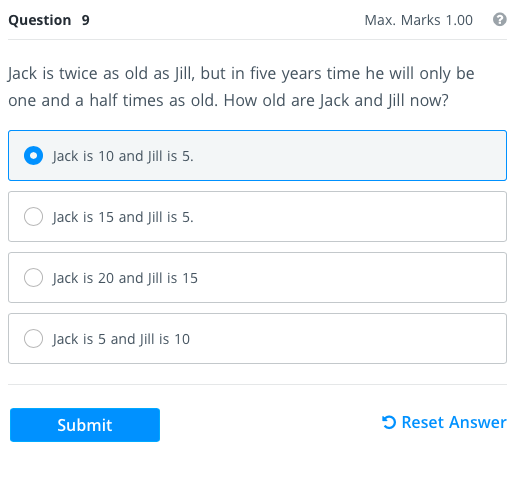 Question 9 Max. Marks 1.00 ?
Jack is twice as old as Jill, but in five years time he will only be
one and a half times as old. How old are Jack and Jill now?
Jack is 10 and Jill is 5.
Jack is 15 and Jill is 5.
Jack is 20 and Jill is 15
Jack is 5 and Jill is 10
Submit
Reset Answer